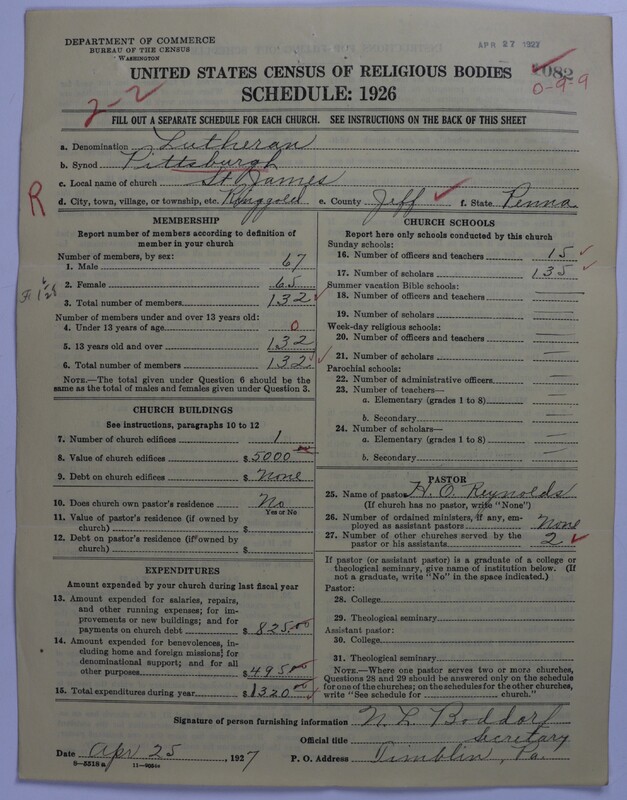 DEPARTMENT OF COMMERCE
BUREAU OF THE CENSUS
WASHINGTON
APR 27 1927
UNITED STATES CENSUS OF RELIGIOUS BODIES
SCHEDULE: 1926
082
0-9-9
2-2
FILL OUT A SEPARATE SCHEDULE FOR EACH CHURCH. SEE INSTRUCTIONS ON THE BACK OF THIS SHEET
a. Denomination Lutheran
b. Synod Pittsburgh
c. Local name of church St James
d. City, town, village, or township, etc. Ringgold e. County Jeff f. State Penna
R
MEMBERSHIP
Report number of members according to definition of member in your church
Number of members, by sex:
1. Male 67
2. Female 65
3. Total number of members 132
Number of members under and over 13 years old:
4. Under 13 years of age 0
5. 13 years old and over 132
6. Total number of members 132
NOTE.—The total given under Question 6 should be the
same as the total of males and females given under Question 3.
CHURCH BUILDINGS
See instructions, paragraphs 10 to 12
7. Number of church edifices 1
8. Value of church edifices $5000
9. Debt on church edifices $ None
10. Does church own pastor's residence No
Yes or No
11. Value of pastor's residence (if owned by
church) $
12. Debt on pastor's residence (if owned by
church) $
EXPENDITURES
Amount expended by your church during last fiscal year
13. Amount expended for salaries, repairs,
and other running expenses; for im-
provements or new buildings; and for
payments on church debt $825.00
14. Amount expended for benevolences, in-
cluding home and foreign missions; for
denominational support; and for all
other purposes $495.00
15. Total expenditures during year $1320.00
CHURCH SCHOOLS
Report here only schools conducted by this church
Sunday schools:
16. Number of officers and teachers 15
17. Number of scholars 135
Summer vacation Bible schools:
18. Number of officers and teachers
19. Number of scholars
Week-day religious schools:
20. Number of officers and teachers
21. Number of scholars
Parochial schools:
22. Number of administrative officers
23. Number of teachers—
a. Elementary (grades 1 to 8)
b. Secondary
24. Number of scholars—
a. Elementary (grades 1 to 8)
b. Secondary
PASTOR
25. Name of pastor H. O. Reynolds
(If church has no pastor, write "None")
26. Number of ordained ministers, if any, em-
ployed as assistant pastors None
27. Number of other churches served by the
pastor or his assistants 2
If pastor (or assistant pastor) is a graduate of a college or
theological seminary, give name of institution below. (If
not a graduate, write "No" in the space indicated.)
Pastor:
28. College
29. Theological seminary
Assistant pastor:
30. College
31. Theological seminary
NOTE.—Where one pastor serves two or more churches,
Questions 28 and 29 should be answered only on the schedule
for one of the churches; on the schedules for the other churches,
write "See schedule for church."
Signature of person furnishing information N. L. Boddorf
Official title Secretary
Date Apr 25 1927 P. O. Address Timblin, Pa.
8-5518a 11-9084